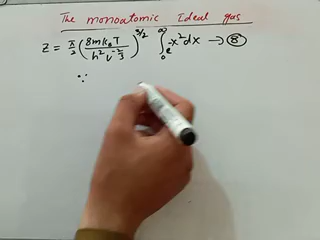 The monoatomic Ideal gas
Z = π/2 (8mk_BT / h²V^-2/3)^3/2 ∫₀^∞ e^-x² dx → ⑧
∵